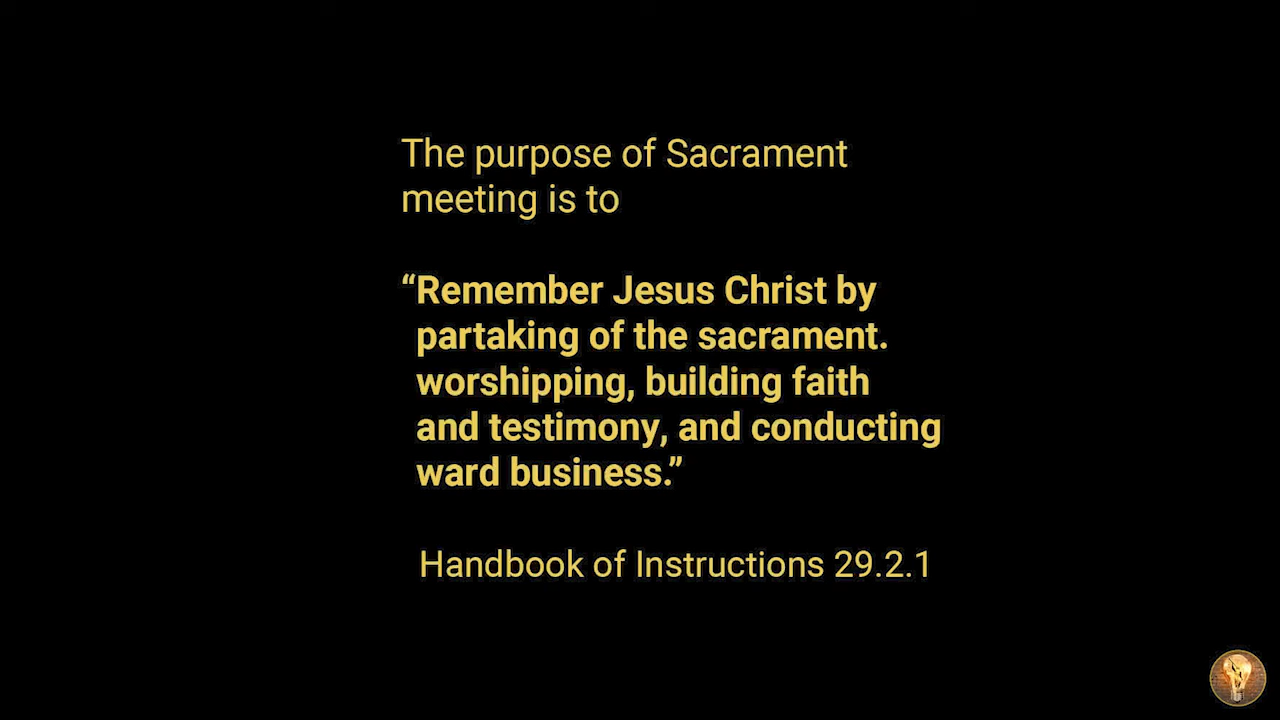 The purpose of Sacrament
meeting is to
“Remember Jesus Christ by
partaking of the sacrament.
worshipping, building faith
and testimony, and conducting
ward business.”
Handbook of Instructions 29.2.1